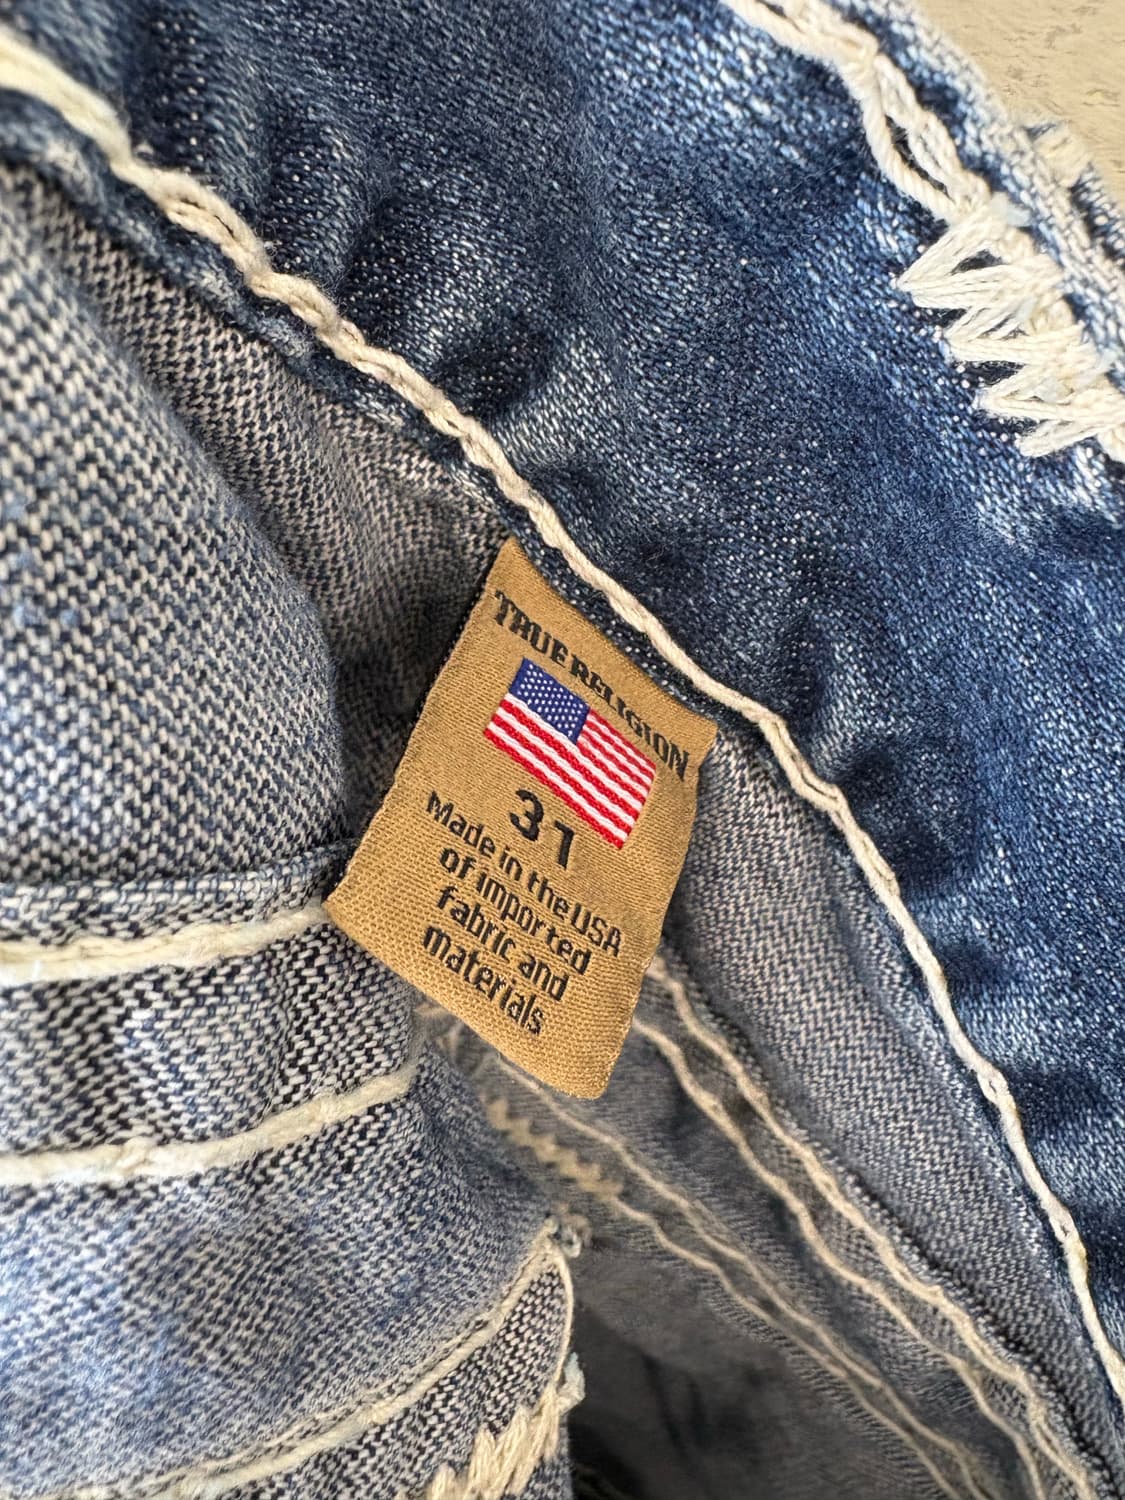 TRUE RELIGION
31
Made in the USA
of imported
fabric and
materials